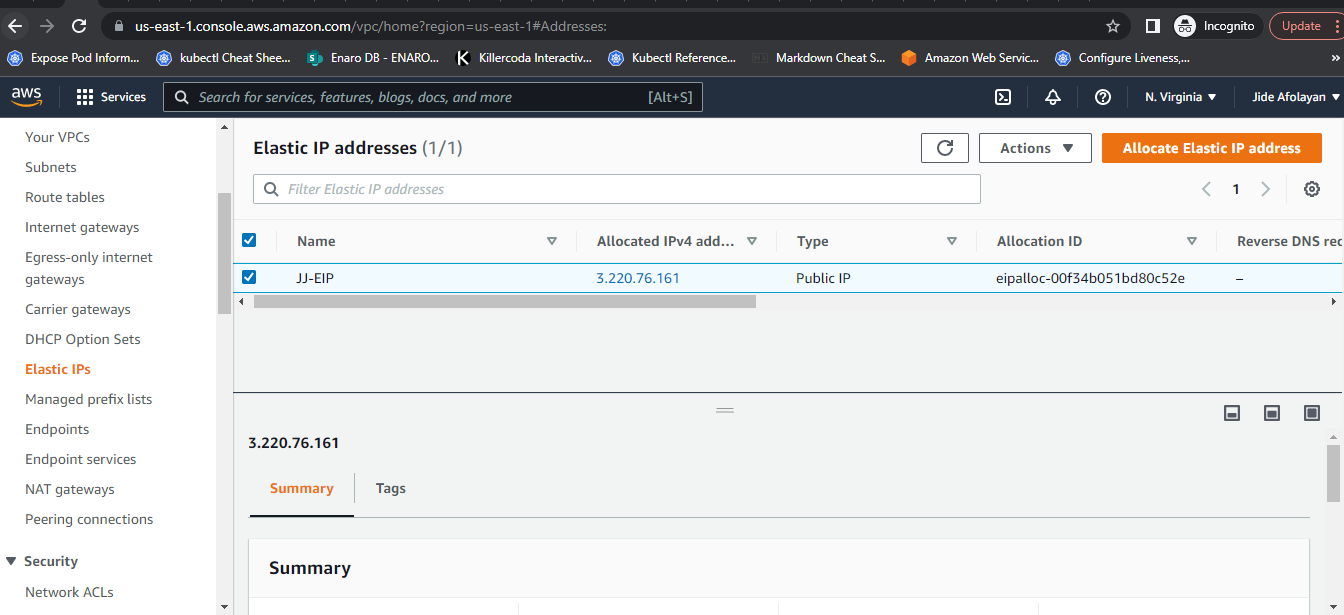 us-east-1.console.aws.amazon.com/vpc/home?region=us-east-1#Addresses:
Incognito
Update
Expose Pod Inform...
kubectl Cheat Shee...
Enaro DB - ENARO...
Killercoda Interactiv...
Kubectl Reference...
Markdown Cheat S...
Amazon Web Servic...
Configure Liveness,...
»
aws
Services
Search for services, features, blogs, docs, and more
[Alt+S]
N. Virginia
Jide Afolayan
Your VPCs
Subnets
Route tables
Internet gateways
Egress-only internet
gateways
Carrier gateways
DHCP Option Sets
Elastic IPs
Managed prefix lists
Endpoints
Endpoint services
NAT gateways
Peering connections
Security
Network ACLs
Elastic IP addresses (1/1)
Actions
Allocate Elastic IP address
Filter Elastic IP addresses
1
Name
Allocated IPv4 add...
Type
Allocation ID
Reverse DNS rec
JJ-EIP
3.220.76.161
Public IP
eipalloc-00f34b051bd80c52e
–
3.220.76.161
Summary
Tags
Summary